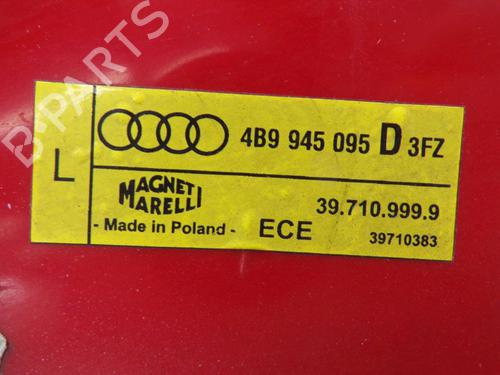 B-PARTS
4B9 945 095 D 3FZ
L
MAGNETI
MARELLI
39.710.999.9
- Made in Poland - ECE
39710383